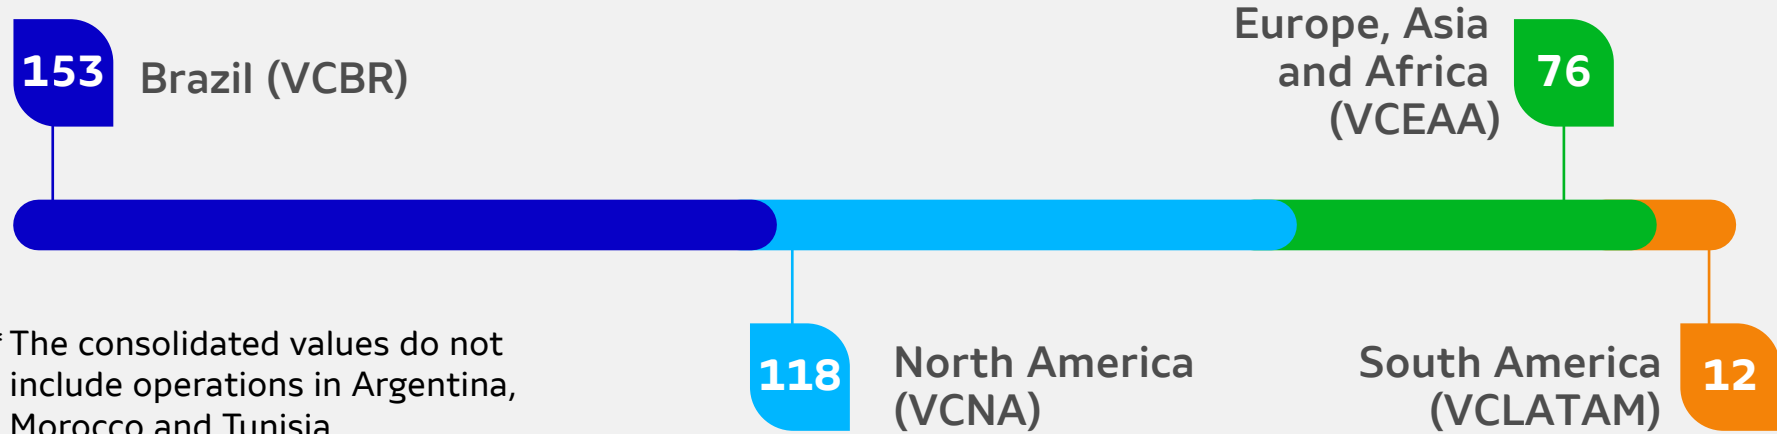 153
Brazil (VCBR)
Europe, Asia
and Africa
(VCEAA)
76
118
North America
(VCNA)
South America
(VCLATAM)
12
* The consolidated values do not
include operations in Argentina,
Morocco and Tunisia